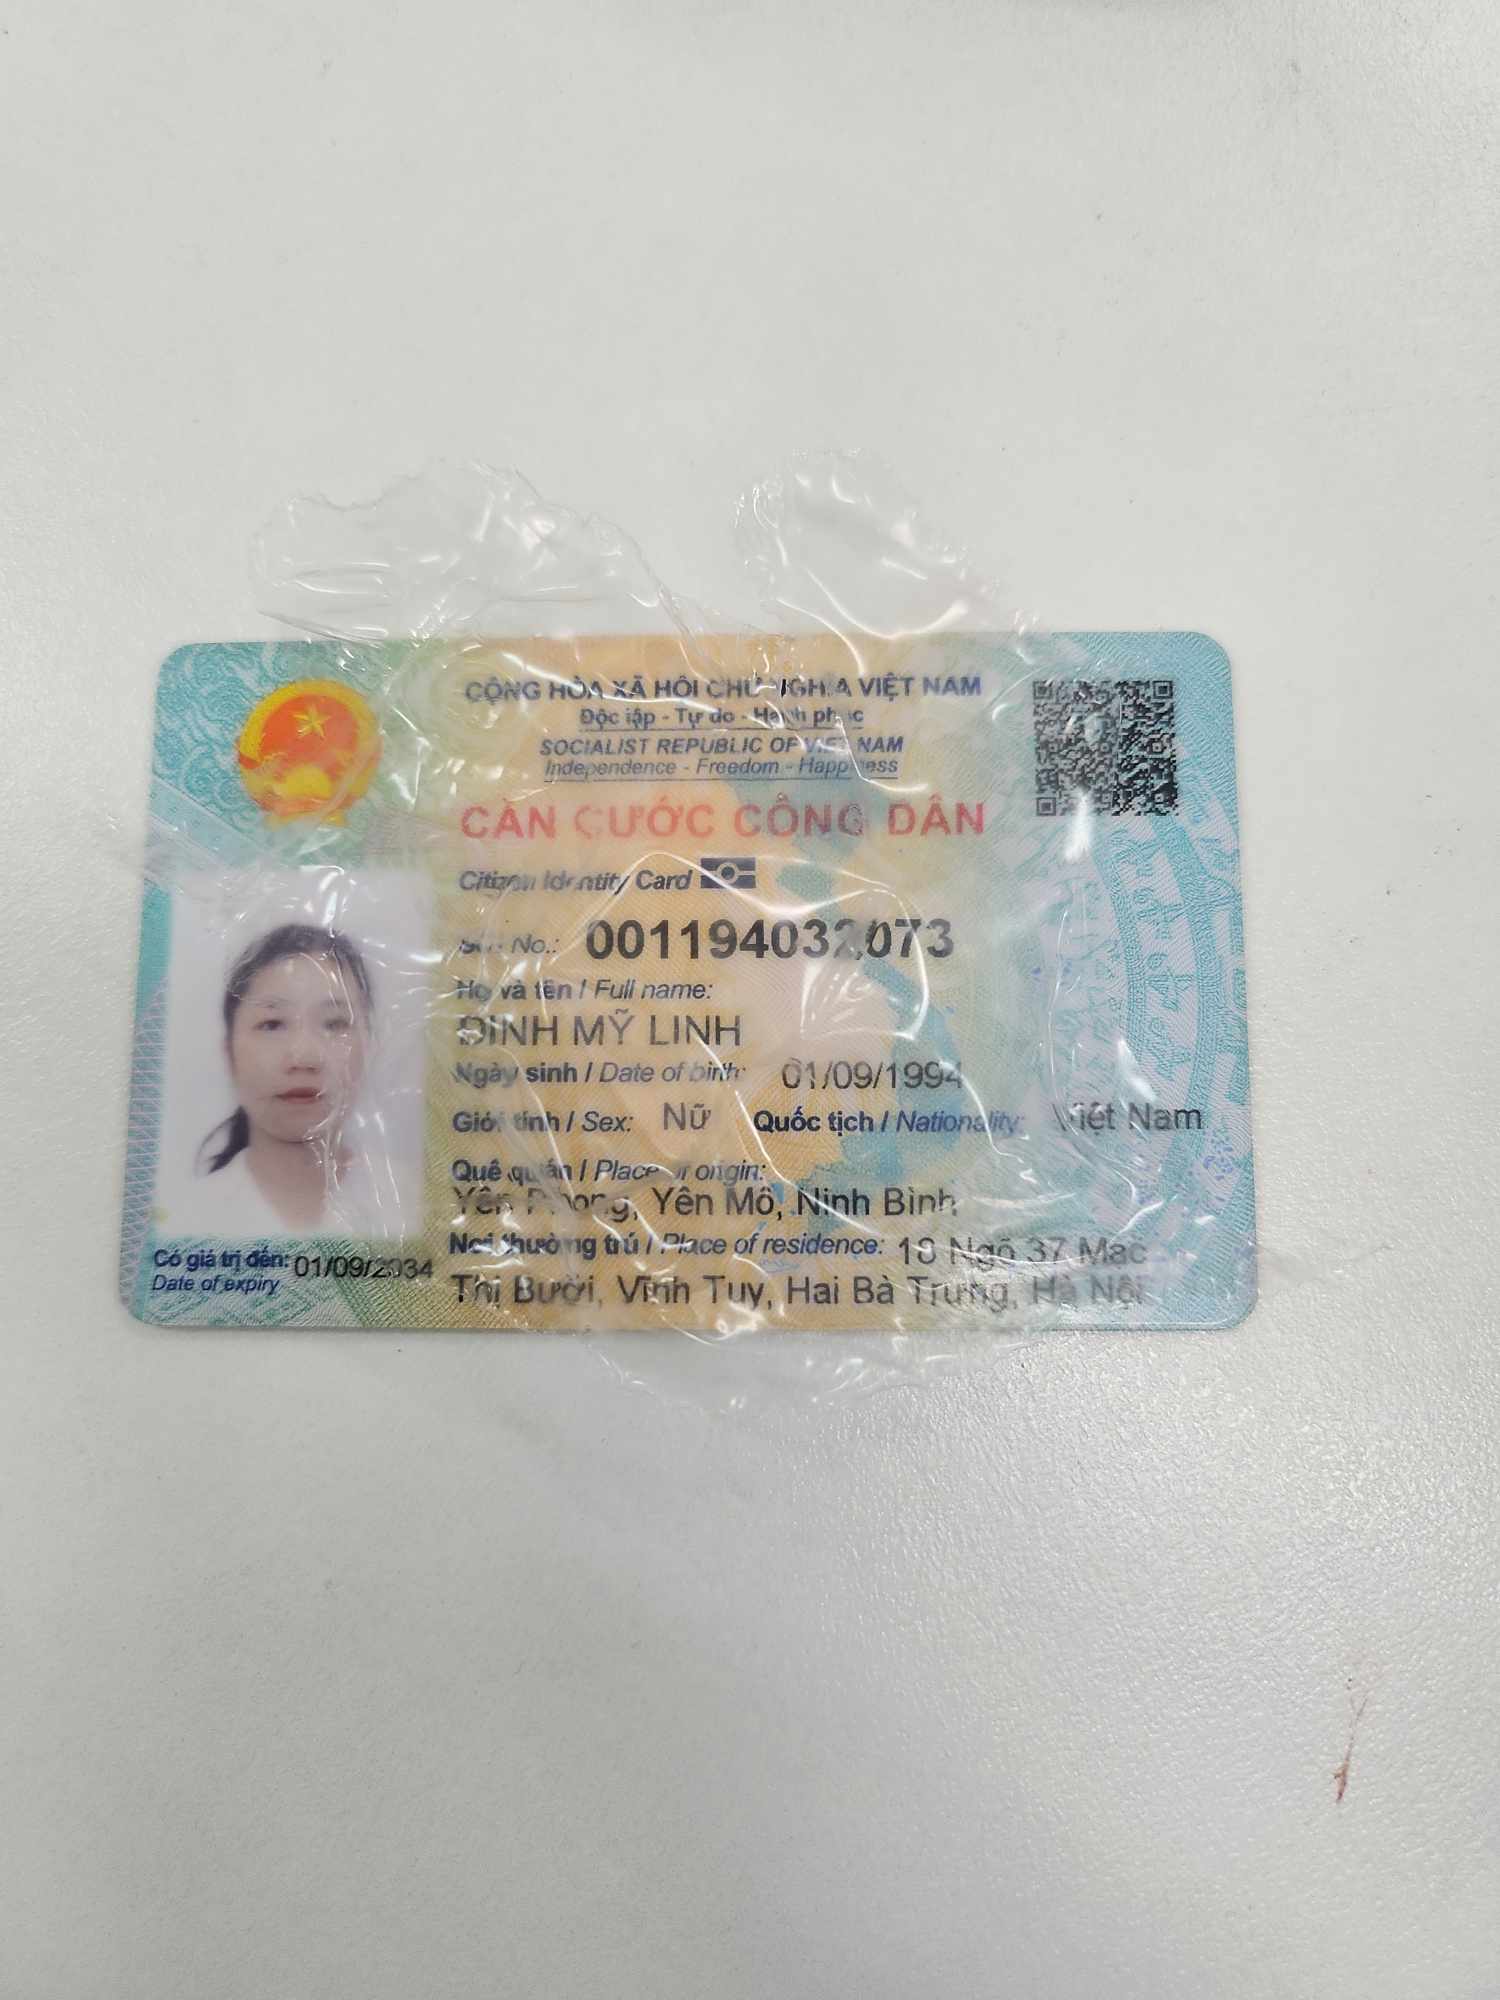 CỘNG HÒA XÃ HỘI CHỦ NGHĨA VIỆT NAM
Độc lập - Tự do - Hạnh phúc
SOCIALIST REPUBLIC OF VIET NAM
Independence - Freedom - Happiness
CĂN CƯỚC CÔNG DÂN
Citizen Identity Card
Số / No.: 001194032073
Họ và tên / Full name:
ĐINH MỸ LINH
Ngày sinh / Date of birth: 01/09/1994
Giới tính / Sex: Nữ Quốc tịch / Nationality: Việt Nam
Quê quán / Place of origin:
Yên Phong, Yên Mô, Ninh Bình
Nơi thường trú / Place of residence: 18 Ngõ 37 Mạc
Thị Bưởi, Vĩnh Tuy, Hai Bà Trưng, Hà Nội
Có giá trị đến: 01/09/2034
Date of expiry